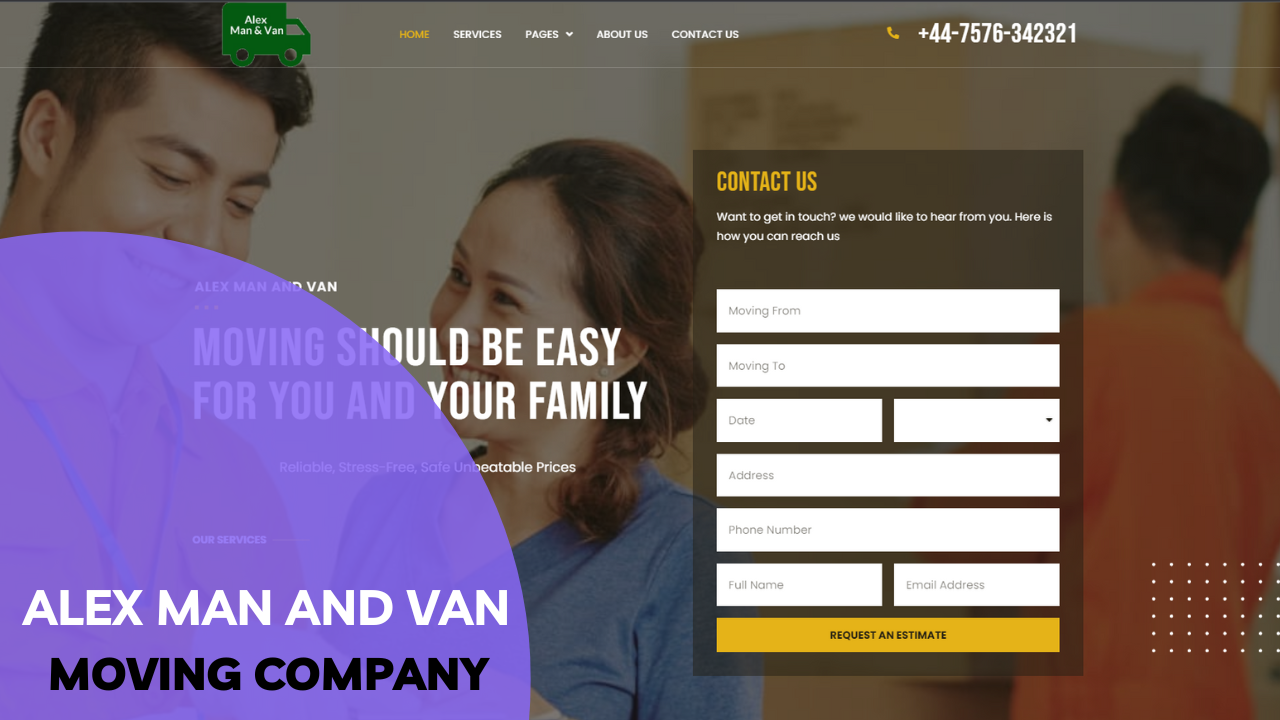 Alex
Man & Van
HOME SERVICES PAGES ABOUT US CONTACT US
+44-7576-342321
ALEX MAN AND VAN
MOVING SHOULD BE EASY
FOR YOU AND YOUR FAMILY
Reliable, Stress-Free, Safe Unbeatable Prices
OUR SERVICES
CONTACT US
Want to get in touch? we would like to hear from you. Here is
how you can reach us
Moving From
Moving To
Date
Address
Phone Number
Full Name Email Address
REQUEST AN ESTIMATE
ALEX MAN AND VAN
MOVING COMPANY